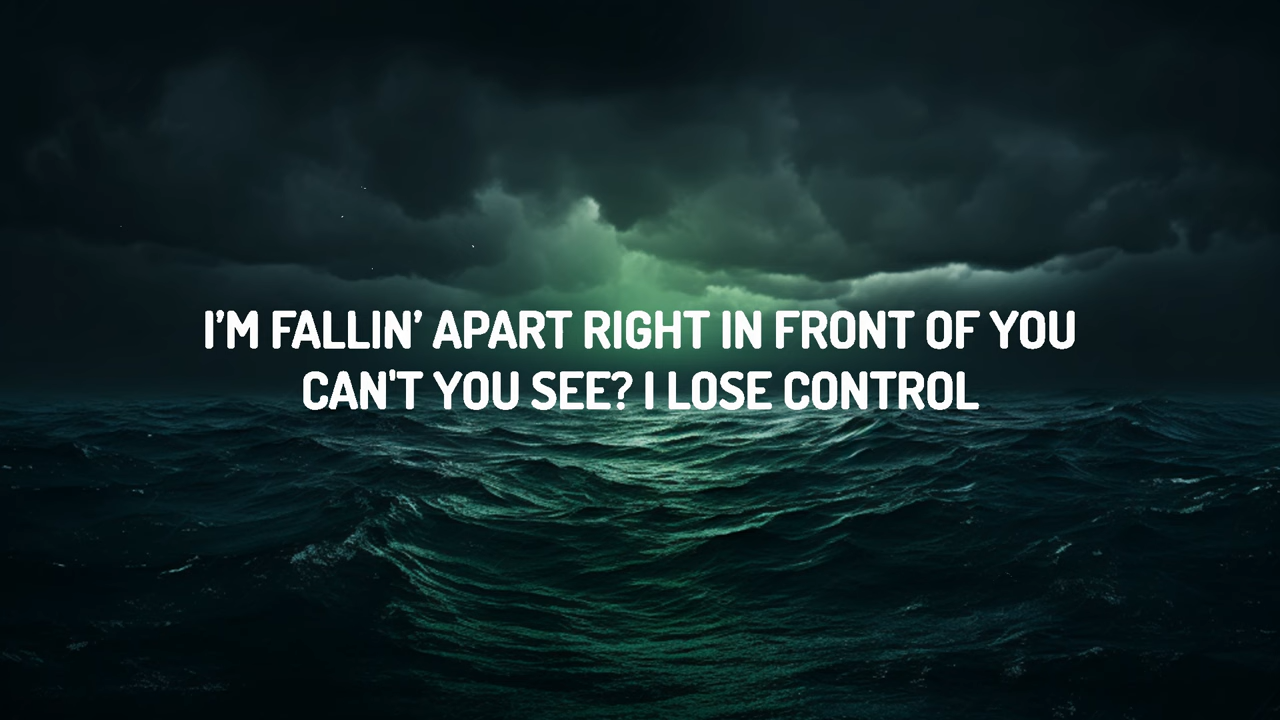 I’M FALLIN’ APART RIGHT IN FRONT OF YOU
CAN'T YOU SEE? I LOSE CONTROL